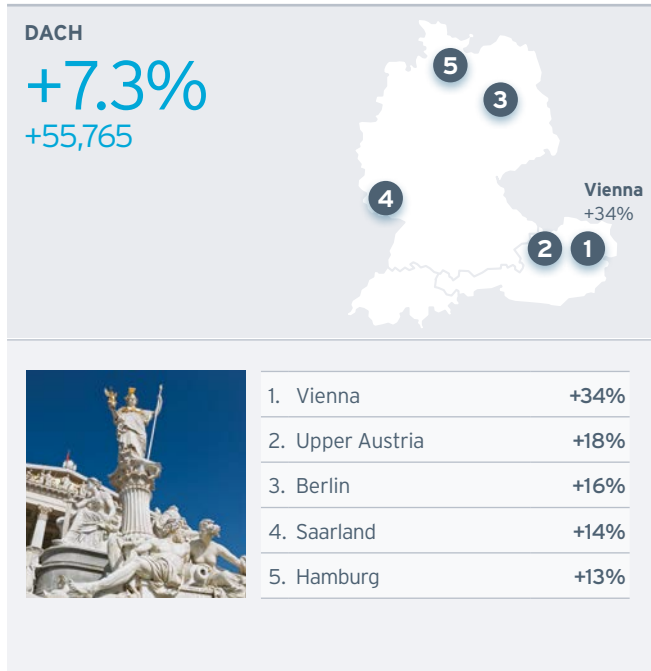 DACH
+7.3%
+55,765
5
3
4
Vienna
+34%
2
1
1. Vienna +34%
2. Upper Austria +18%
3. Berlin +16%
4. Saarland +14%
5. Hamburg +13%